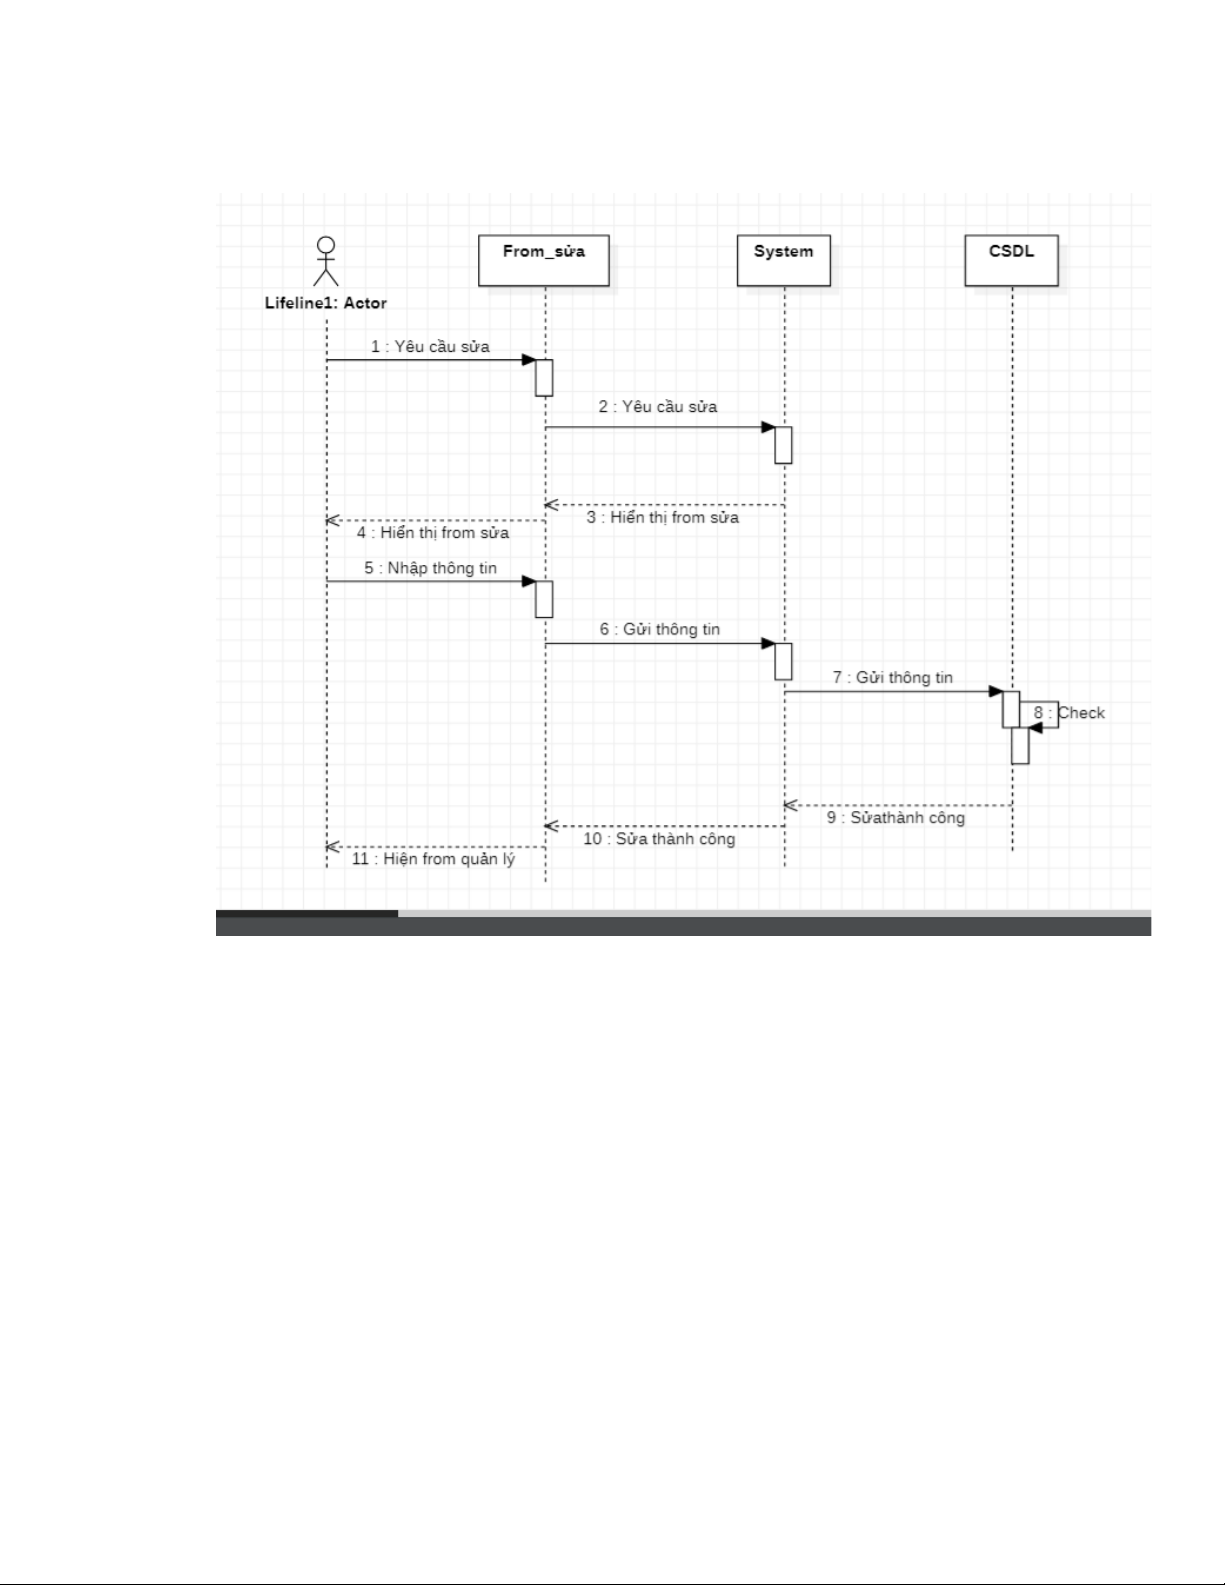 From_sửa
System
CSDL
Lifeline1: Actor
1 : Yêu cầu sửa
2 : Yêu cầu sửa
3 : Hiển thị from sửa
4 : Hiển thị from sửa
5 : Nhập thông tin
6 : Gửi thông tin
7 : Gửi thông tin
8 : Check
9 : Sửathành công
10 : Sửa thành công
11 : Hiện from quản lý